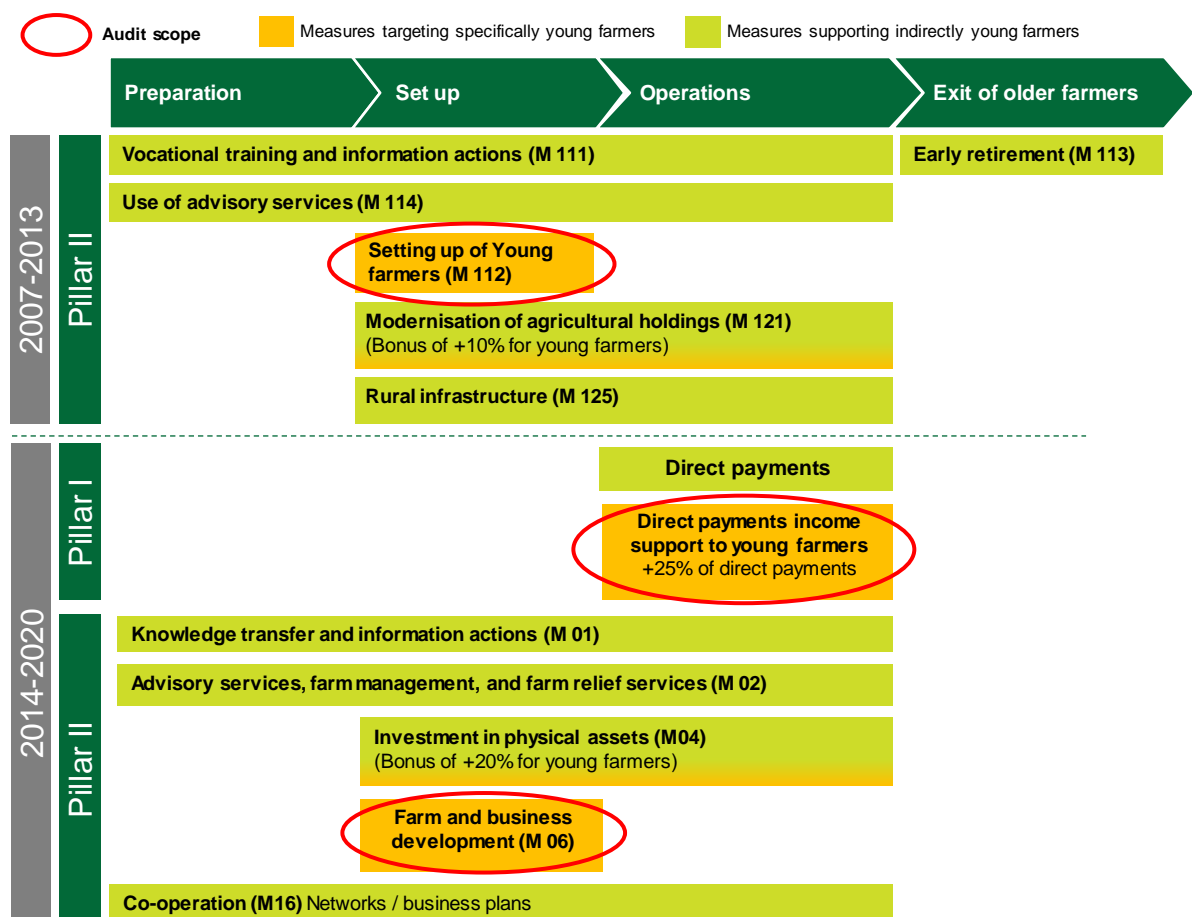 Audit scope
Measures targeting specifically young farmers
Measures supporting indirectly young farmers
Preparation
Set up
Operations
Exit of older farmers
2007-2013
Pillar II
Vocational training and information actions (M 111)
Early retirement (M 113)
Use of advisory services (M 114)
Setting up of Young
farmers (M 112)
Modernisation of agricultural holdings (M 121)
(Bonus of +10% for young farmers)
Rural infrastructure (M 125)
2014-2020
Pillar I
Direct payments
Direct payments income
support to young farmers
+25% of direct payments
Pillar II
Knowledge transfer and information actions (M 01)
Advisory services, farm management, and farm relief services (M 02)
Investment in physical assets (M04)
(Bonus of +20% for young farmers)
Farm and business
development (M 06)
Co-operation (M16) Networks / business plans